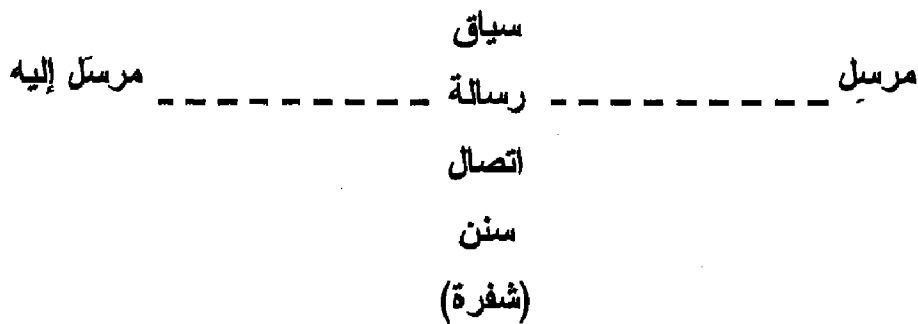 سياق
مرسِل - - - - - - - - رسالة - - - - - - - - مرسَل إليه
اتصال
سنن
(شفرة)